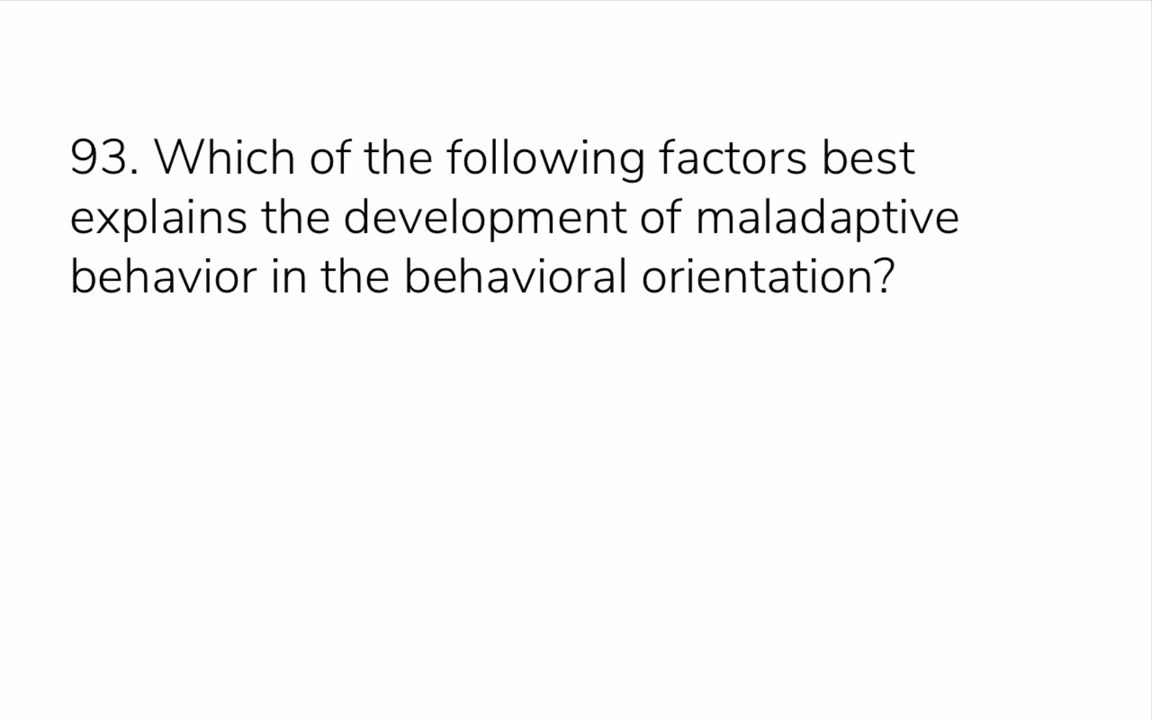 93. Which of the following factors best
explains the development of maladaptive
behavior in the behavioral orientation?